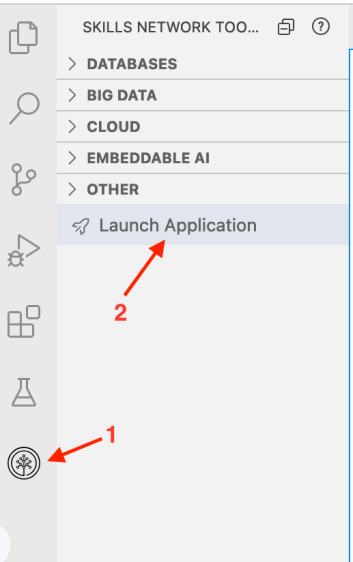 SKILLS NETWORK TOO...
DATABASES
BIG DATA
CLOUD
EMBEDDABLE AI
OTHER
Launch Application
2
1